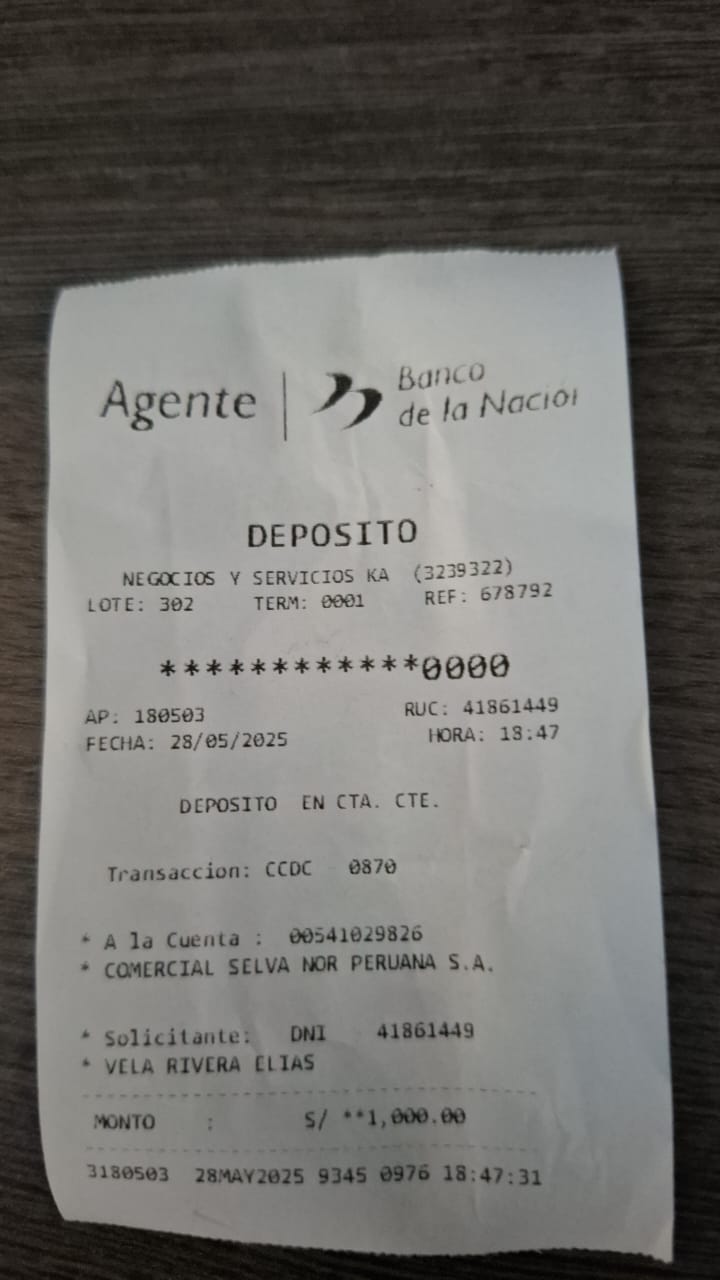 Agente
Banco
de la Nación
DEPOSITO
NEGOCIOS Y SERVICIOS KA (3239322)
LOTE: 302 TERM: 0001 REF: 678792
************0000
AP: 180503 RUC: 41861449
FECHA: 28/05/2025 HORA: 18:47
DEPOSITO EN CTA. CTE.
Transaccion: CCDC 0870
* A la Cuenta : 00541029826
* COMERCIAL SELVA NOR PERUANA S.A.
* Solicitante: DNI 41861449
* VELA RIVERA ELIAS
MONTO : S/ **1,000.00
3180503 28MAY2025 9345 0976 18:47:31